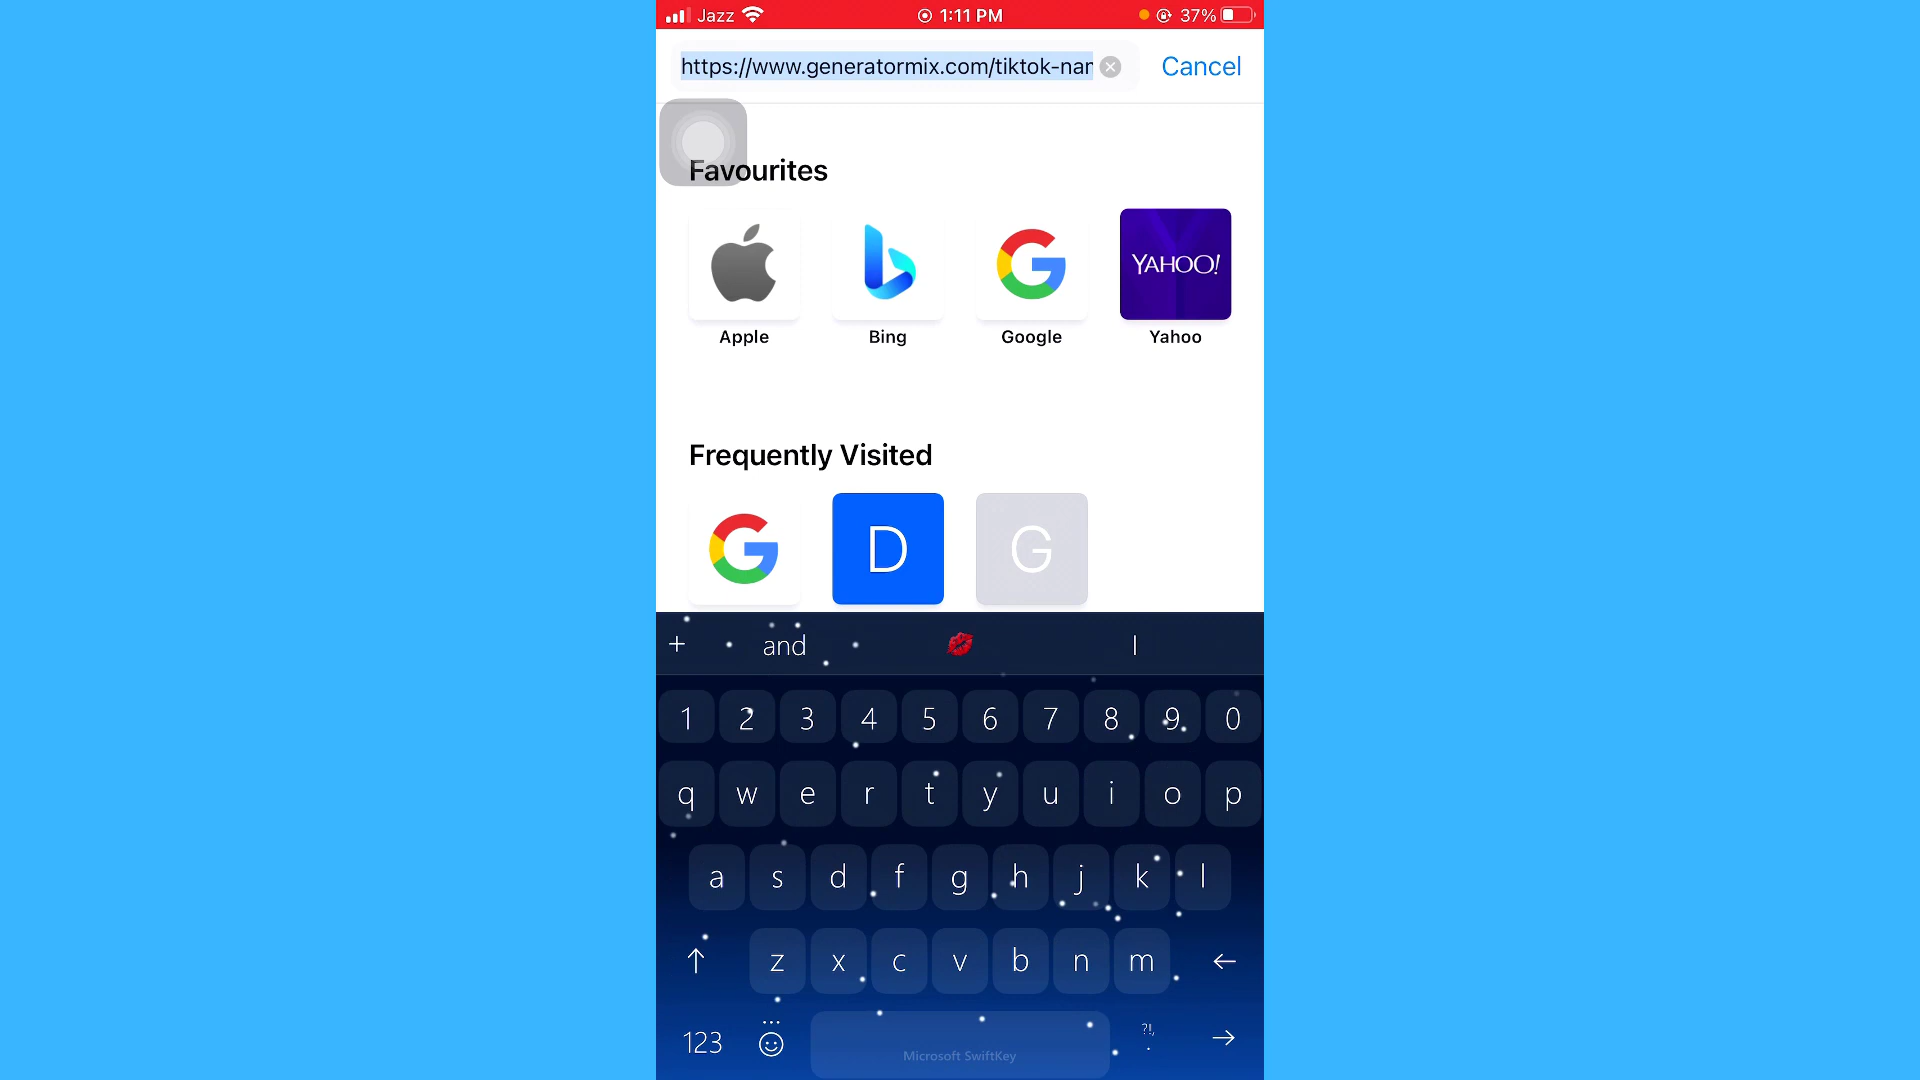 Jazz 1:11 PM 37%
https://www.generatormix.com/tiktok-nam Cancel
Favourites
YAHOO!
Apple Bing Google Yahoo
Frequently Visited
D G
+ and I
1 2 3 4 5 6 7 8 9 0
q w e r t y u i o p
a s d f g h j k l
z x c v b n m
123 ?!,.
Microsoft SwiftKey